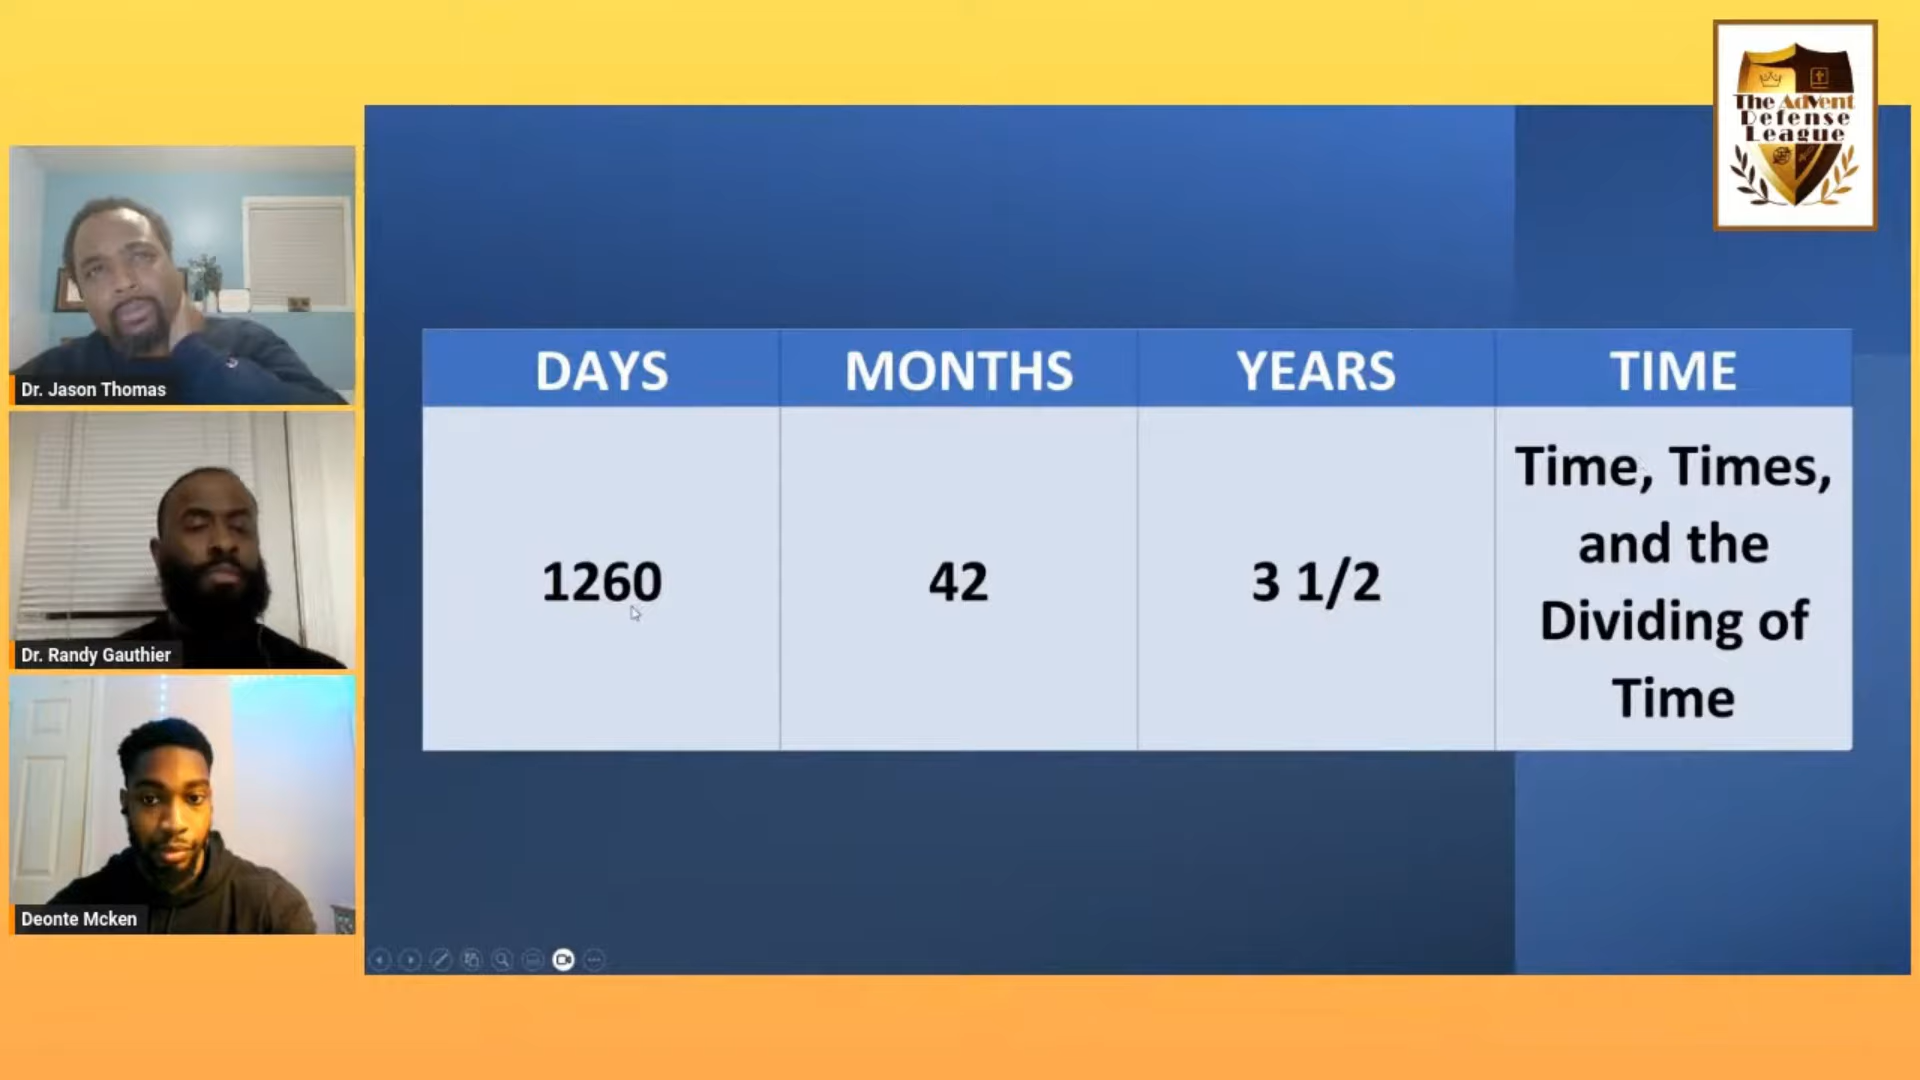 The Advent
Defense
League
Dr. Jason Thomas
Dr. Randy Gauthier
Deonte Mcken
DAYS
MONTHS
YEARS
TIME
1260
42
3 1/2
Time, Times,
and the
Dividing of
Time